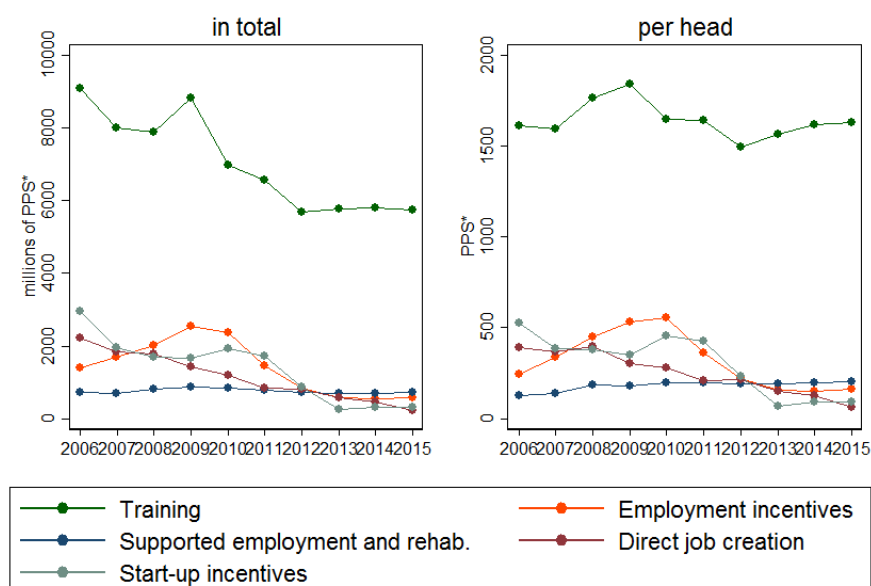 in total
per head
millions of PPS*
0
2000
4000
6000
8000
10000
2006 2007 2008 2009 2010 2011 2012 2013 2014 2015
PPS*
0
500
1000
1500
2000
2006 2007 2008 2009 2010 2011 2012 2013 2014 2015
Training
Employment incentives
Supported employment and rehab.
Direct job creation
Start-up incentives